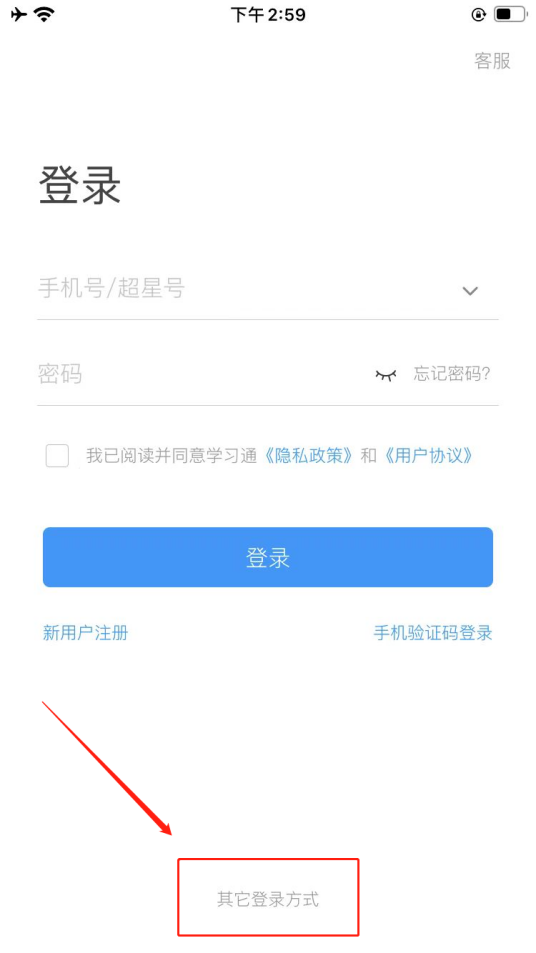 下午2:59
客服
登录
手机号/超星号
密码 忘记密码?
我已阅读并同意学习通《隐私政策》和《用户协议》
登录
新用户注册 手机验证码登录
其它登录方式